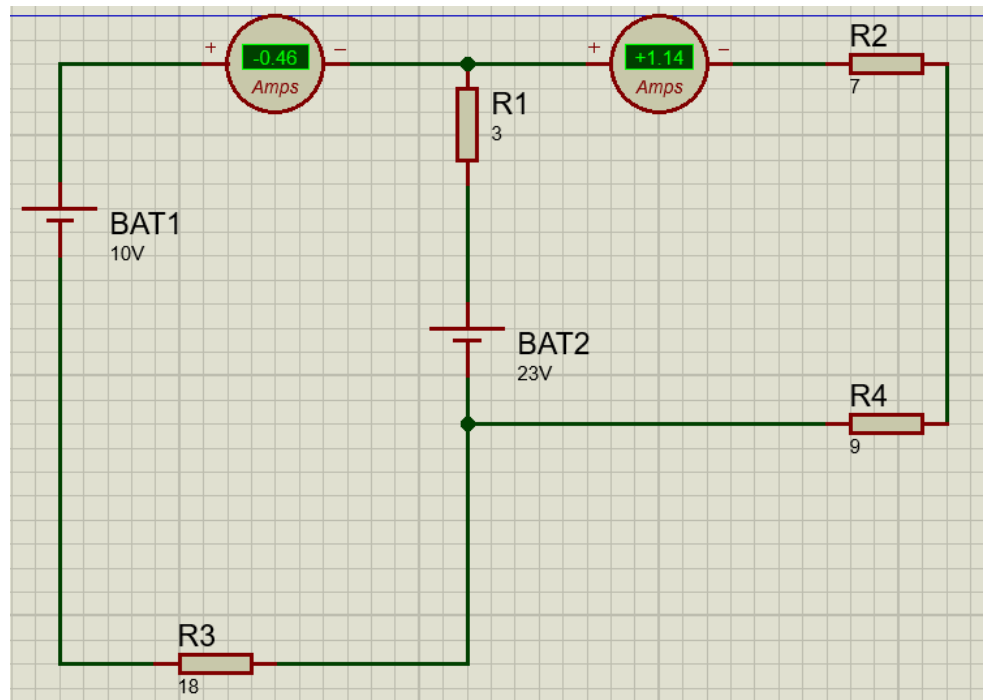 + -0.46 −
Amps
+ +1.14 −
Amps
R2
7
R1
3
BAT1
10V
BAT2
23V
R4
9
R3
18